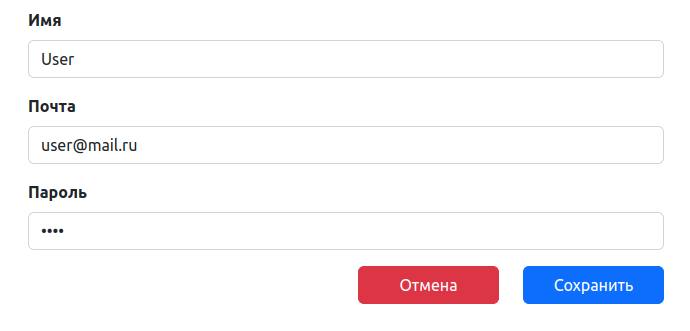 Имя
User
Почта
user@mail.ru
Пароль
••••
Отмена Сохранить